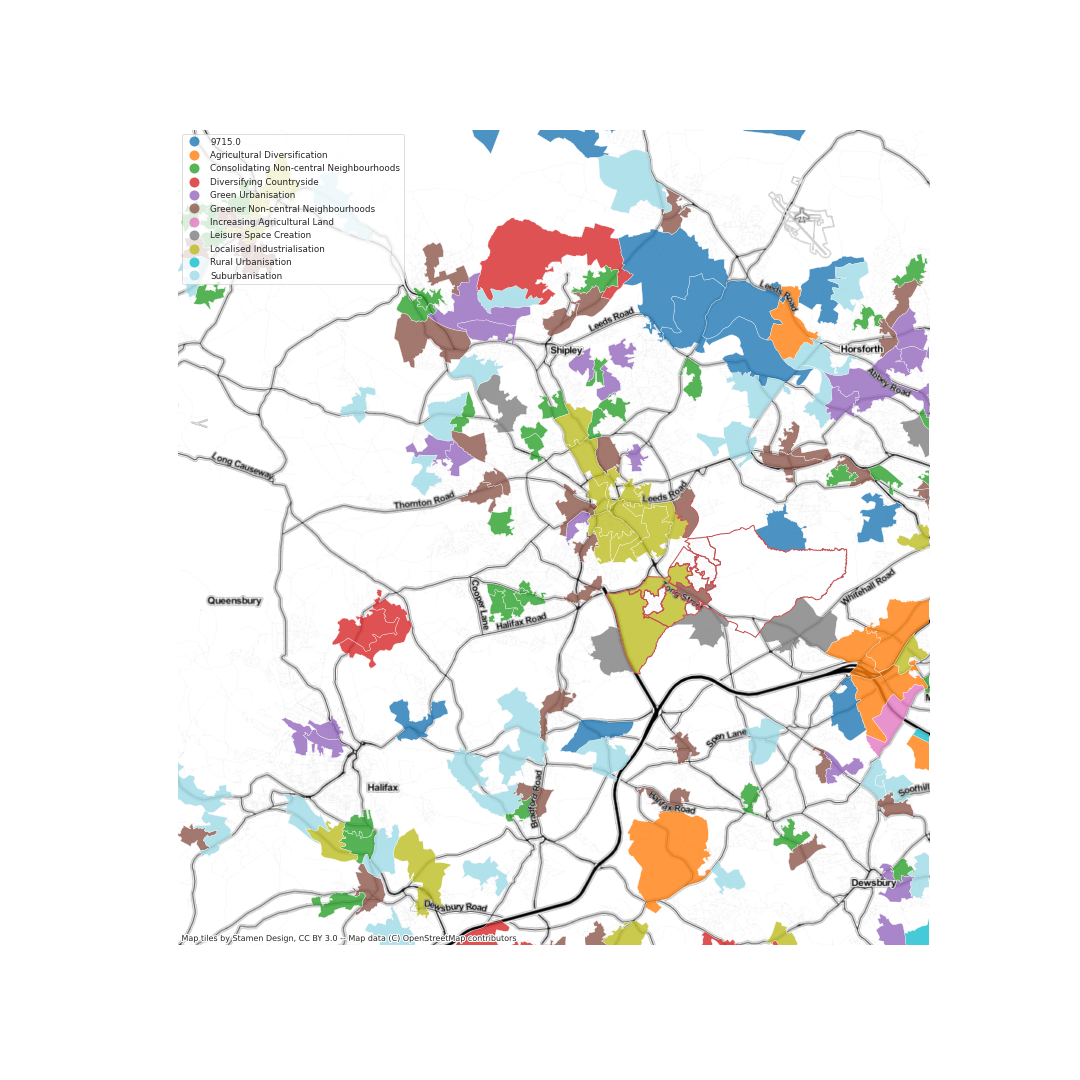 9715.0
Agricultural Diversification
Consolidating Non-central Neighbourhoods
Diversifying Countryside
Green Urbanisation
Greener Non-central Neighbourhoods
Increasing Agricultural Land
Leisure Space Creation
Localised Industrialisation
Rural Urbanisation
Suburbanisation
Leeds Road
Leeds Road
Shipley
Horsforth
Abbey Road
Long Causeway
Thornton Road
Leeds Road
Whitehall Road
Cooper Lane
Halifax Road
Queensbury
Spen Lane
Halifax
Bradford Road
Halifax Road
Soothill
Dewsbury
Dewsbury Road
Map tiles by Stamen Design, CC BY 3.0 -- Map data (C) OpenStreetMap contributors